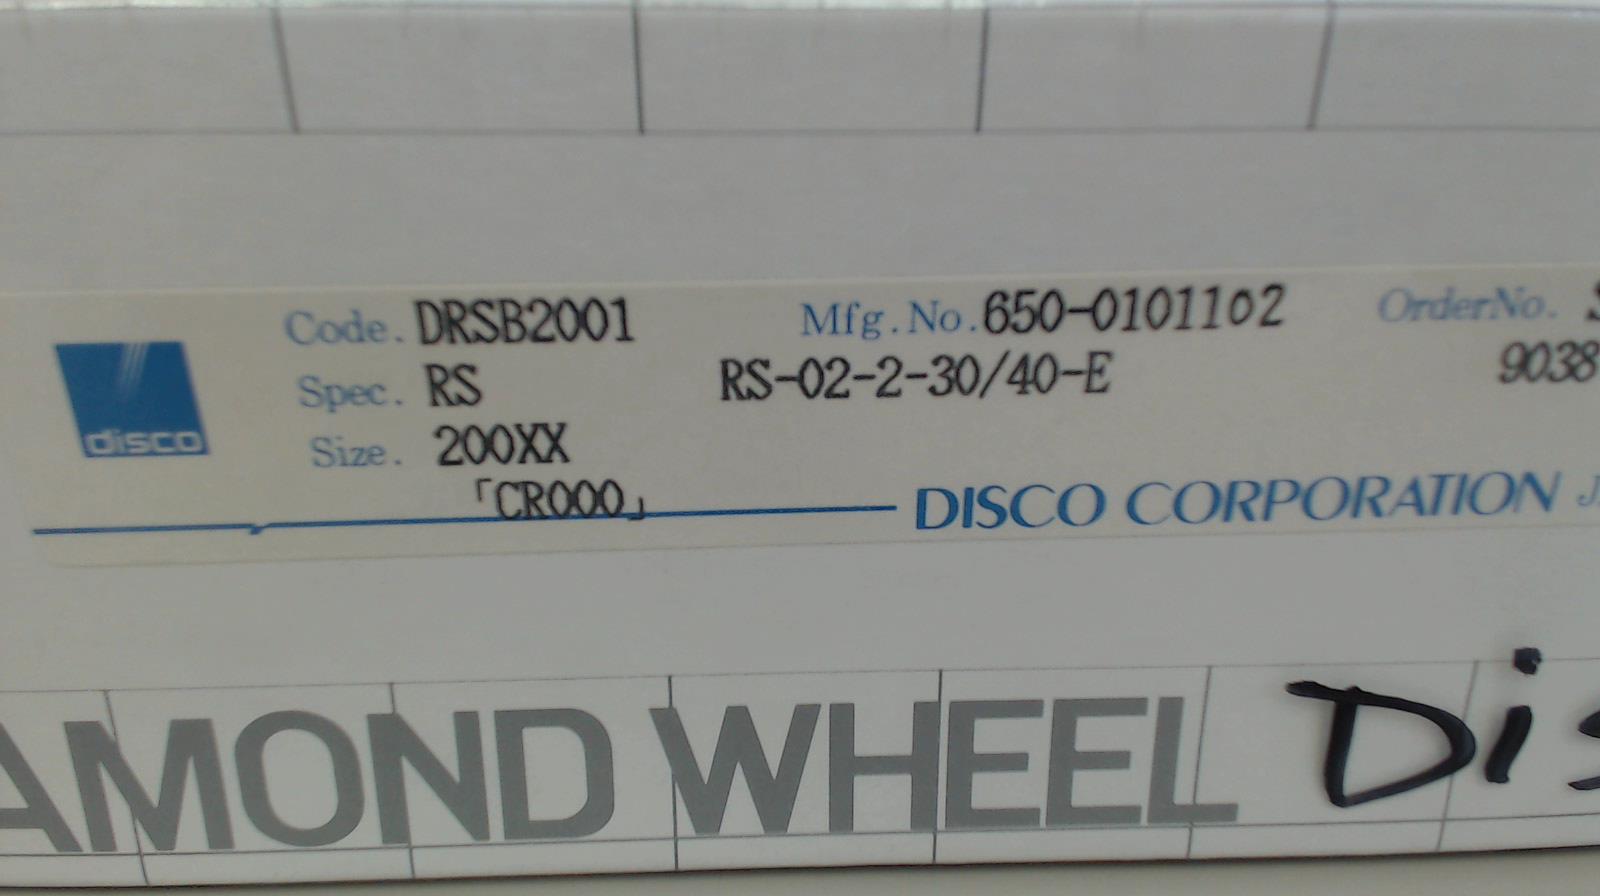 Code. DRSB2001 Mfg.No. 650-0101102 OrderNo.
Spec. RS RS-02-2-30/40-E 9038
disco
Size. 200XX
「CR000」
DISCO CORPORATION
AMOND WHEEL Dis